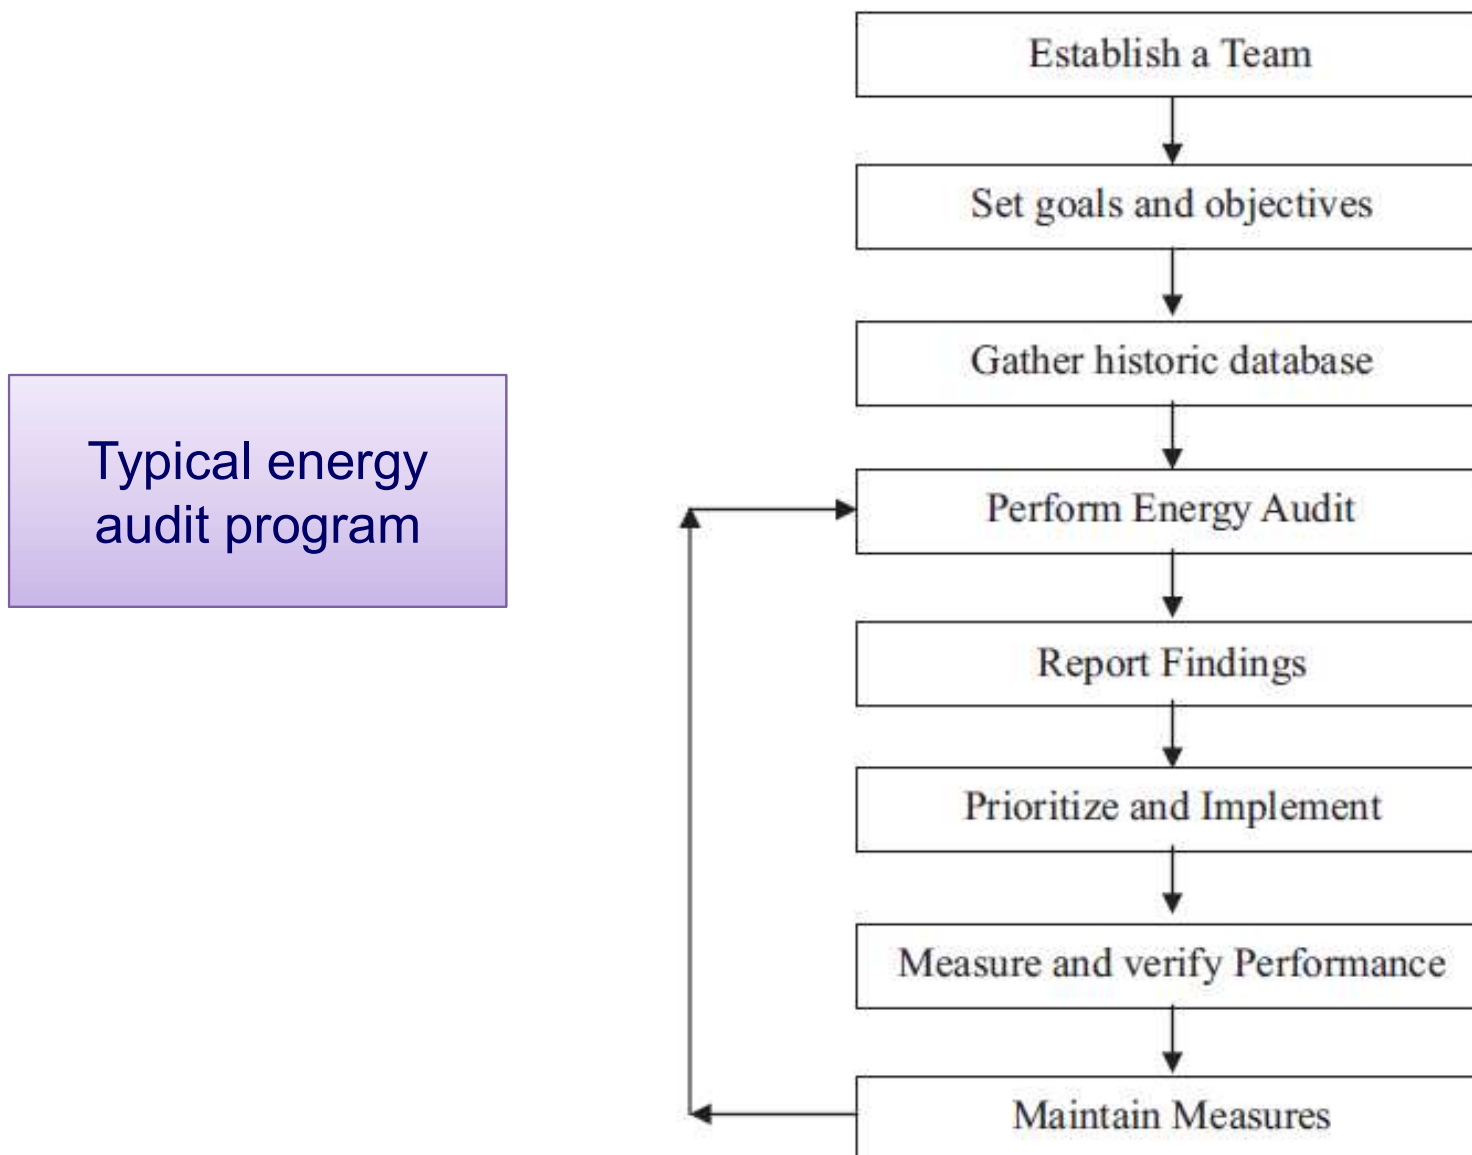 Establish a Team
Set goals and objectives
Gather historic database
Typical energy
audit program
Perform Energy Audit
Report Findings
Prioritize and Implement
Measure and verify Performance
Maintain Measures